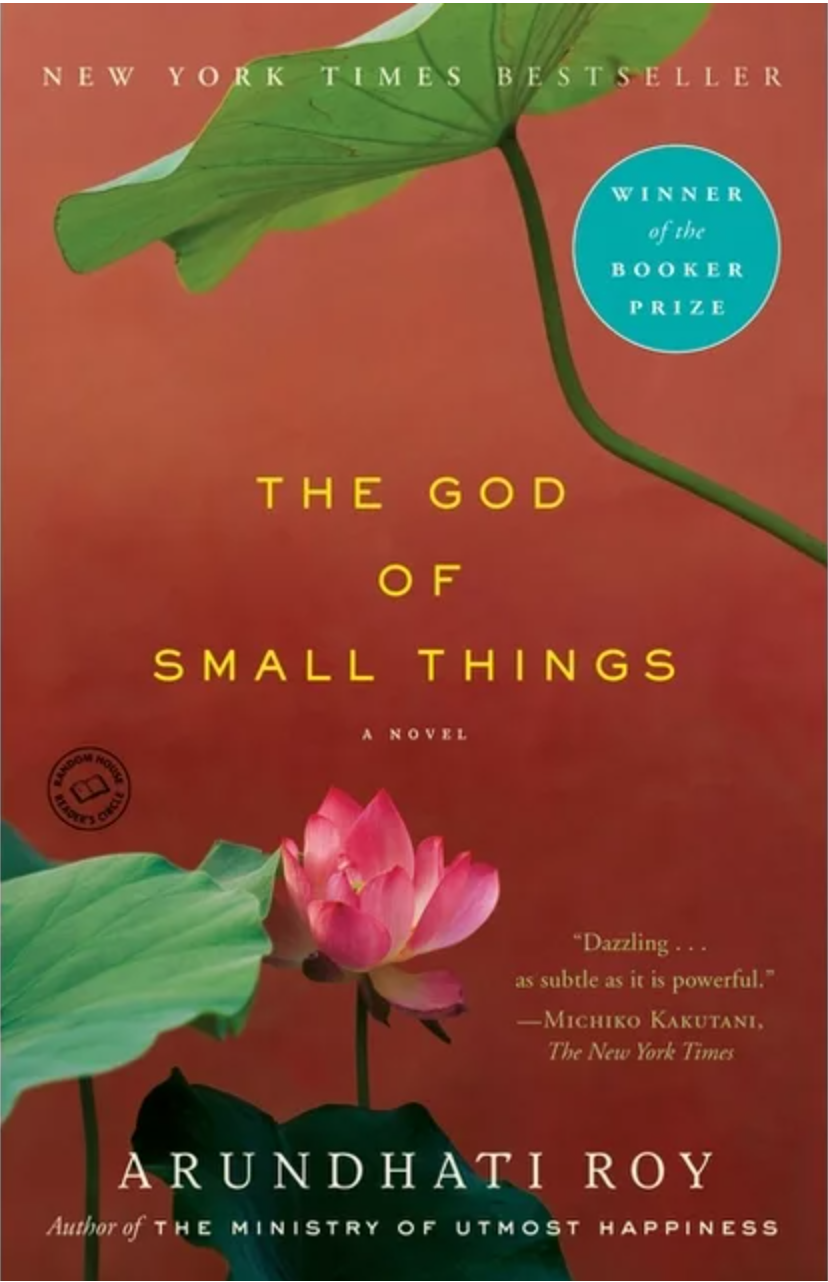 NEW YORK TIMES BESTSELLER
WINNER
of the
BOOKER
PRIZE
THE GOD
OF
SMALL THINGS
A NOVEL
RANDOM HOUSE
READER'S CIRCLE
“Dazzling . . .
as subtle as it is powerful.”
—MICHIKO KAKUTANI,
The New York Times
ARUNDHATI ROY
Author of THE MINISTRY OF UTMOST HAPPINESS